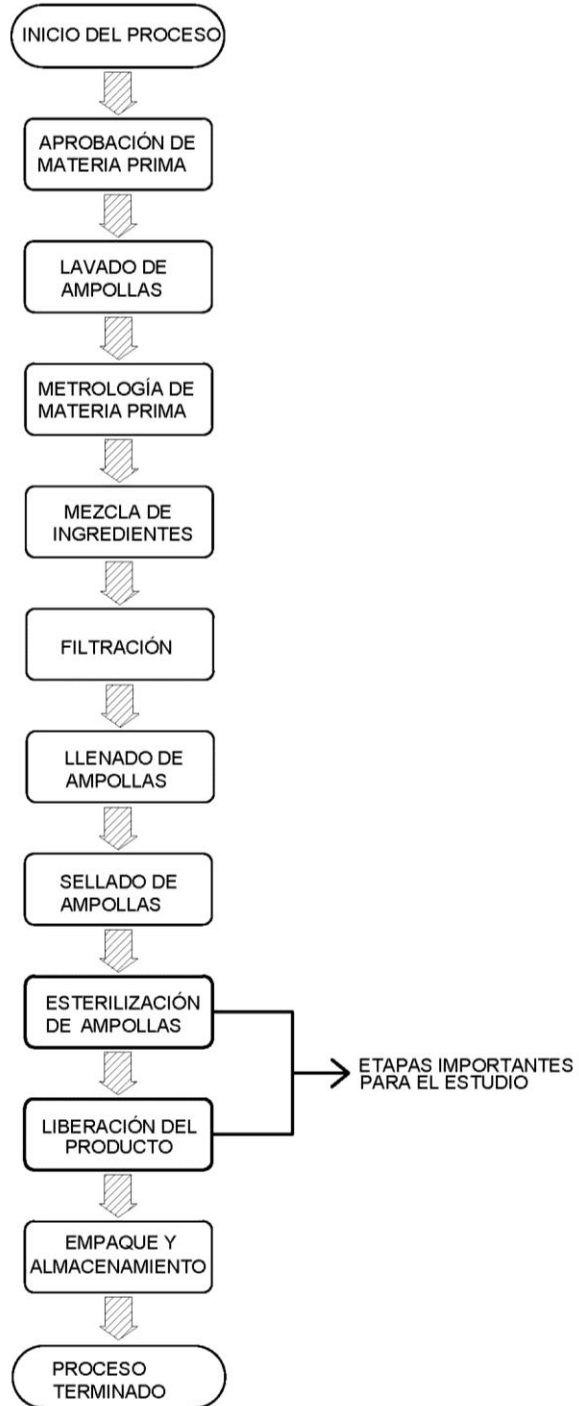 INICIO DEL PROCESO
APROBACIÓN DE
MATERIA PRIMA
LAVADO DE
AMPOLLAS
METROLOGÍA DE
MATERIA PRIMA
MEZCLA DE
INGREDIENTES
FILTRACIÓN
LLENADO DE
AMPOLLAS
SELLADO DE
AMPOLLAS
ESTERILIZACIÓN
DE AMPOLLAS
ETAPAS IMPORTANTES
PARA EL ESTUDIO
LIBERACIÓN DEL
PRODUCTO
EMPAQUE Y
ALMACENAMIENTO
PROCESO
TERMINADO